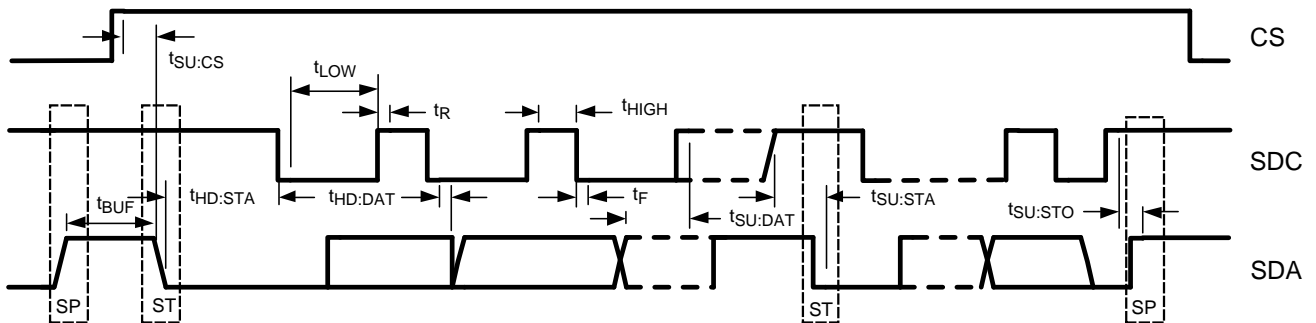 CS
tSU:CS
tLOW
tR
tHIGH
SDC
tBUF
tHD:STA
tHD:DAT
tF
tSU:DAT
tSU:STA
tSU:STO
SDA
SP
ST
ST
SP